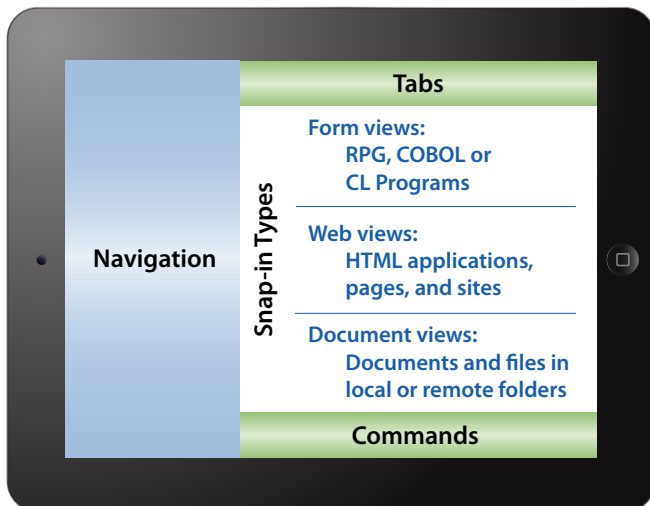 Navigation
Tabs
Snap-in Types
Form views:
RPG, COBOL or
CL Programs
Web views:
HTML applications,
pages, and sites
Document views:
Documents and files in
local or remote folders
Commands